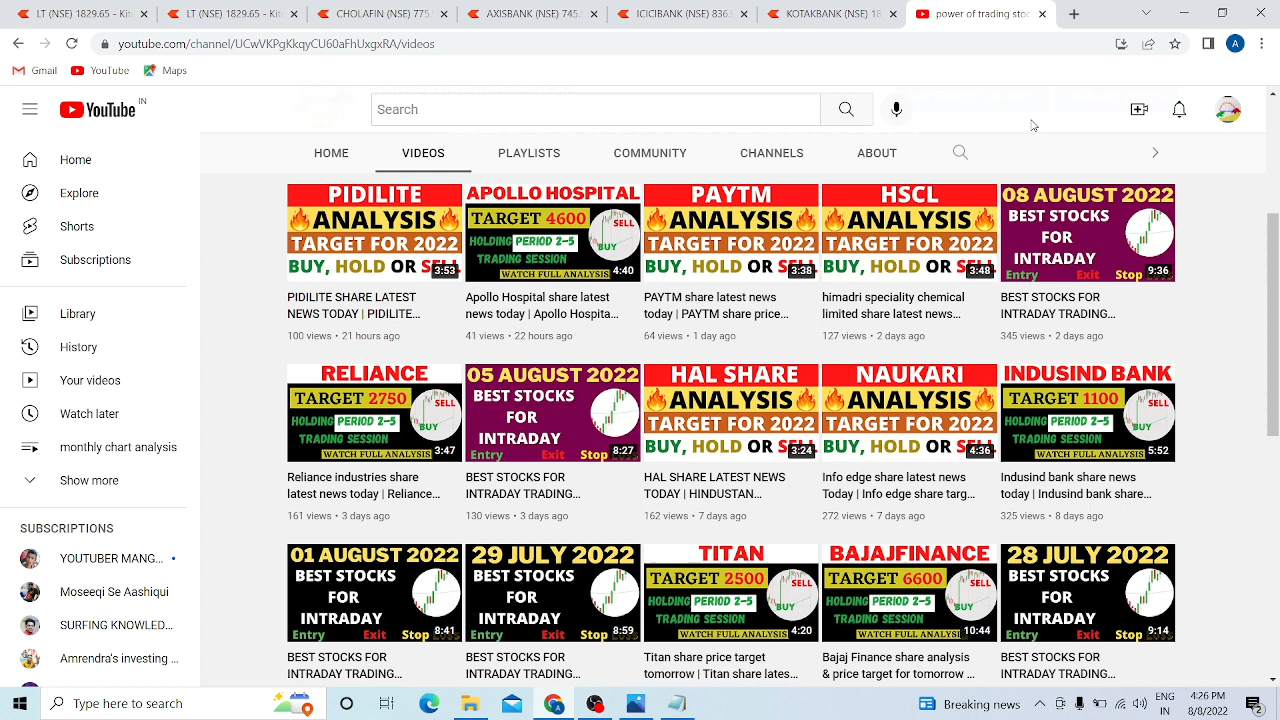 LT (NSE) 1810.60 - KITE
LT (NSE) 1810.60 - KITE
CHOLAFIN (NSE) 775.
AXISBANK (NSE) 745.
ICICIBANK (NSE) 836.
KOTAKBANK (NSE) 18
power of trading stoc
youtube.com/channel/UCwVKPgKkqyCU60aFhUxgxRA/videos
Gmail
YouTube
Maps
YouTube IN
Search
HOME
VIDEOS
PLAYLISTS
COMMUNITY
CHANNELS
ABOUT
Home
Explore
Shorts
Subscriptions
Library
History
Your videos
Watch later
monthly chart analysis
Show more
SUBSCRIPTIONS
YOUTUBER MANG...
Moseeqi Se Aashiqui
SURFING KNOWLED...
Amrendra's investing ...
PIDILITE
ANALYSIS
TARGET FOR 2022
BUY, HOLD OR SELL
3:53
PIDILITE SHARE LATEST
NEWS TODAY | PIDILITE...
100 views • 21 hours ago
APOLLO HOSPITAL
TARGET 4600
SELL
HOLDING PERIOD 2-5
BUY
TRADING SESSION
WATCH FULL ANALYSIS
4:40
Apollo Hospital share latest
news today | Apollo Hospita...
41 views • 22 hours ago
PAYTM
ANALYSIS
TARGET FOR 2022
BUY, HOLD OR SELL
3:38
PAYTM share latest news
today | PAYTM share price...
64 views • 1 day ago
HSCL
ANALYSIS
TARGET FOR 2022
BUY, HOLD OR SELL
3:48
himadri speciality chemical
limited share latest news...
127 views • 2 days ago
08 AUGUST 2022
BEST STOCKS
FOR
INTRADAY
Entry Exit Stop
9:36
BEST STOCKS FOR
INTRADAY TRADING...
345 views • 2 days ago
RELIANCE
TARGET 2750
SELL
HOLDING PERIOD 2-5
BUY
TRADING SESSION
WATCH FULL ANALYSIS
3:47
Reliance industries share
latest news today | Reliance...
161 views • 3 days ago
05 AUGUST 2022
BEST STOCKS
FOR
INTRADAY
Entry Exit Stop
8:27
BEST STOCKS FOR
INTRADAY TRADING...
130 views • 3 days ago
HAL SHARE
ANALYSIS
TARGET FOR 2022
BUY, HOLD OR SELL
3:24
HAL SHARE LATEST NEWS
TODAY | HINDUSTAN...
162 views • 7 days ago
NAUKARI
ANALYSIS
TARGET FOR 2022
BUY, HOLD OR SELL
4:36
Info edge share latest news
Today | Info edge share targ...
272 views • 7 days ago
INDUSIND BANK
TARGET 1100
SELL
HOLDING PERIOD 2-5
BUY
TRADING SESSION
WATCH FULL ANALYSIS
5:52
Indusind bank share news
today | Indusind bank share...
325 views • 8 days ago
01 AUGUST 2022
BEST STOCKS
FOR
INTRADAY
Entry Exit Stop
8:41
BEST STOCKS FOR
INTRADAY TRADING...
29 JULY 2022
BEST STOCKS
FOR
INTRADAY
Entry Exit Stop
8:59
BEST STOCKS FOR
INTRADAY TRADING...
TITAN
TARGET 2500
SELL
HOLDING PERIOD 2-5
BUY
TRADING SESSION
WATCH FULL ANALYSIS
4:20
Titan share price target
tomorrow | Titan share lates...
BAJAJFINANCE
TARGET 6600
SELL
HOLDING PERIOD 2-5
BUY
TRADING SESSION
WATCH FULL ANALYSIS
10:44
Bajaj Finance share analysis
& price target for tomorrow ...
28 JULY 2022
BEST STOCKS
FOR
INTRADAY
Entry Exit Stop
9:14
BEST STOCKS FOR
INTRADAY TRADING...
Type here to search
Breaking news
ENG
IN
4:26 PM
8/8/2022
2